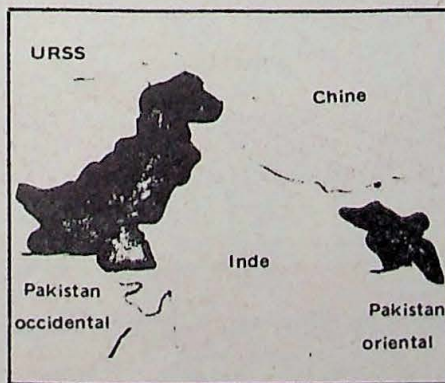 URSS
Chine
Inde
Pakistan
occidental
Pakistan
oriental